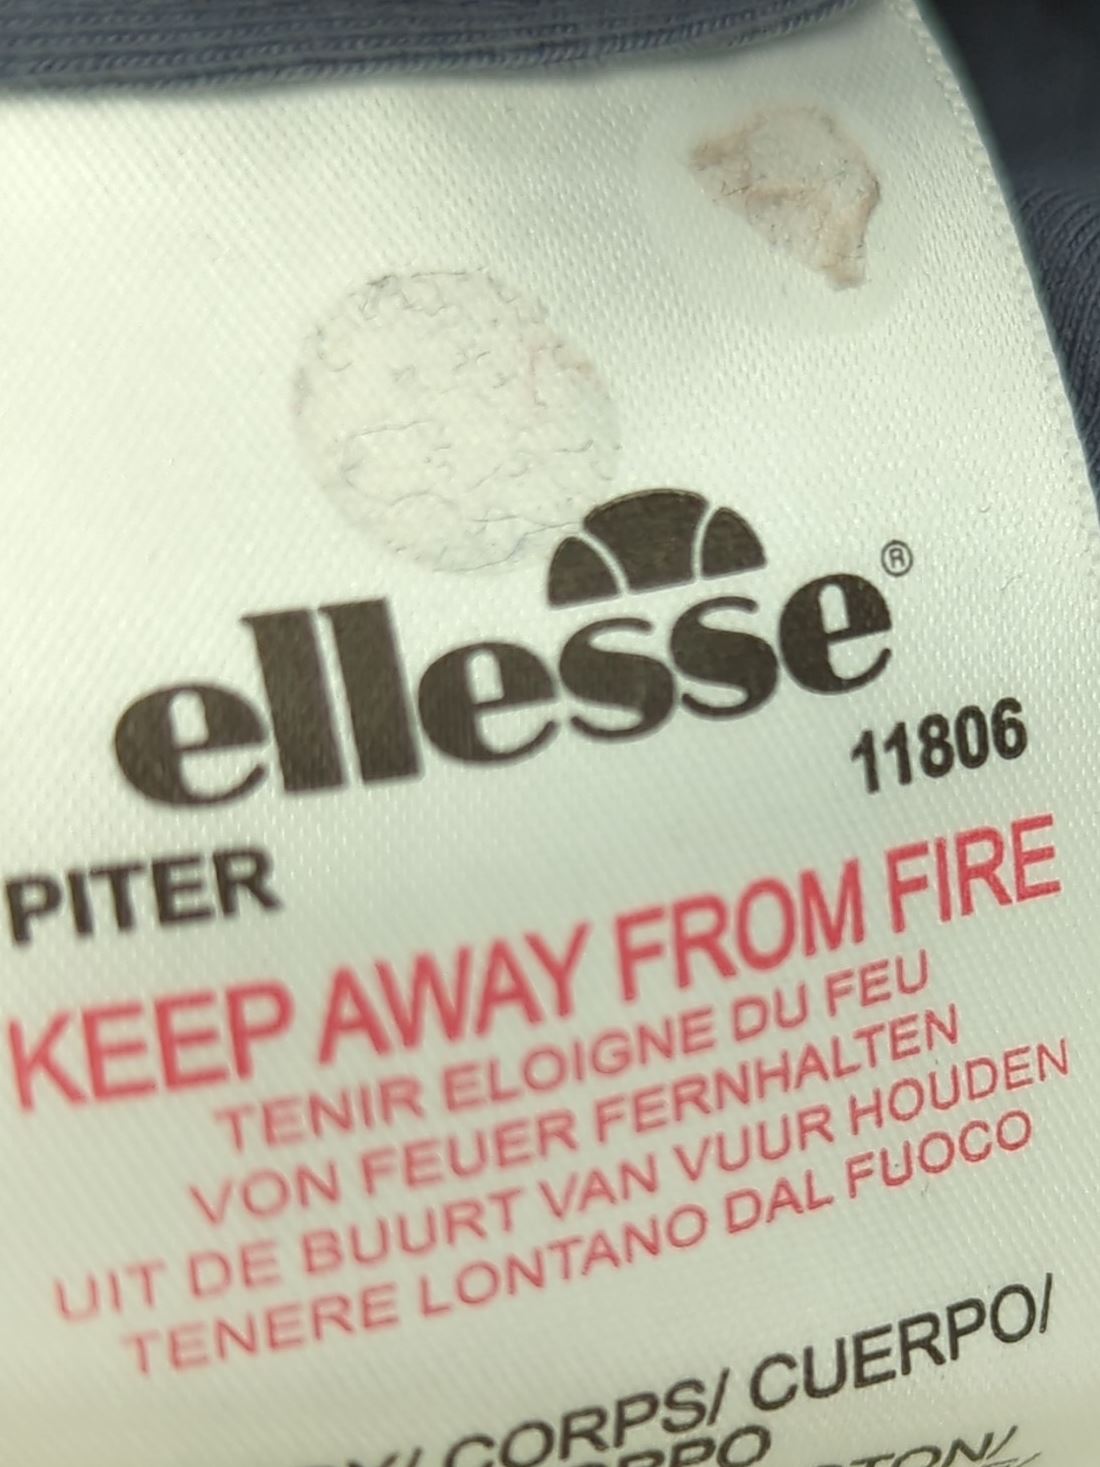 ellesse®
11806
PITER
KEEP AWAY FROM FIRE
TENIR ELOIGNE DU FEU
VON FEUER FERNHALTEN
UIT DE BUURT VAN VUUR HOUDEN
TENERE LONTANO DAL FUOCO
CORPS/ CUERPO/